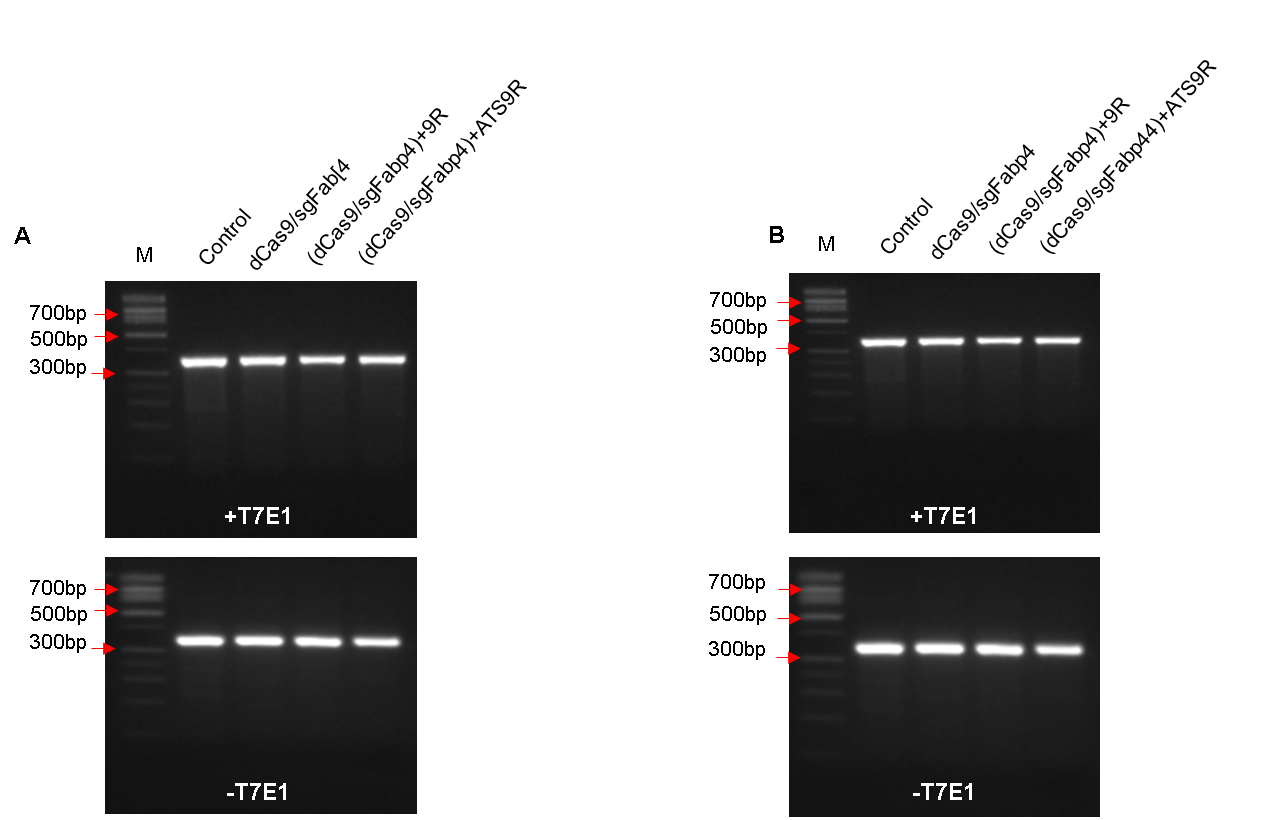 A
M
Control
dCas9/sgFab[4
(dCas9/sgFabp4)+9R
(dCas9/sgFabp4)+ATS9R
700bp
500bp
300bp
+T7E1
700bp
500bp
300bp
-T7E1
B
M
Control
dCas9/sgFabp4
(dCas9/sgFabp4)+9R
(dCas9/sgFabp44)+ATS9R
700bp
500bp
300bp
+T7E1
700bp
500bp
300bp
-T7E1